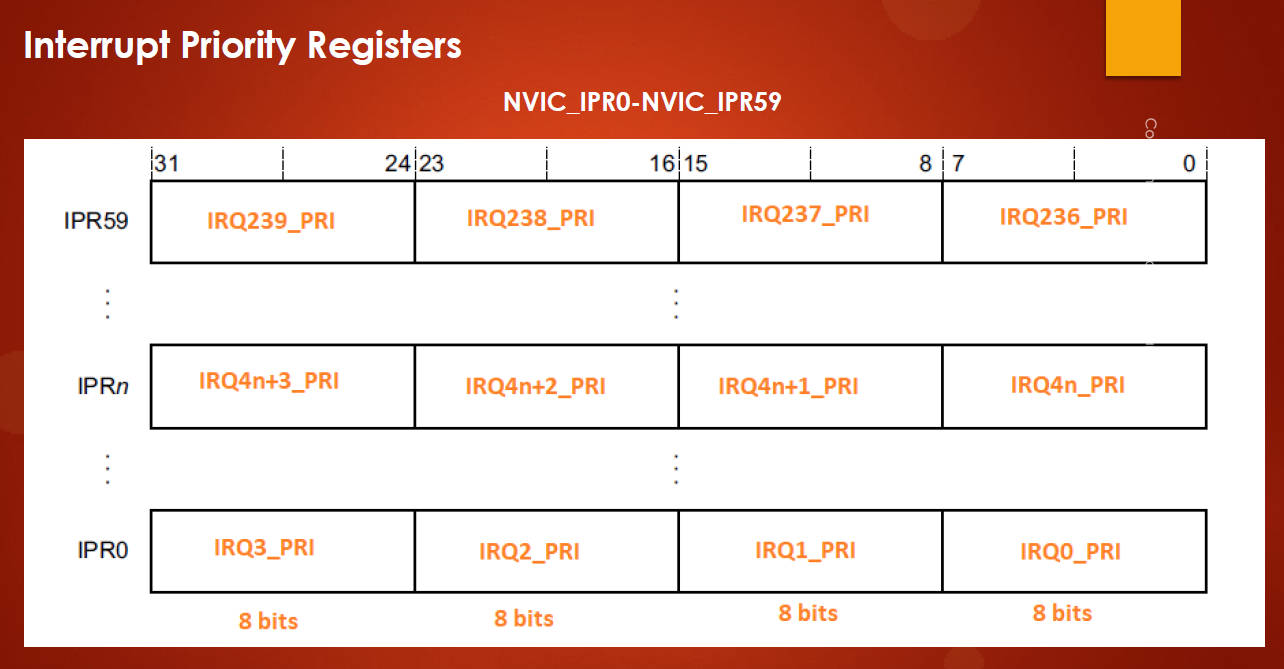 Interrupt Priority Registers
NVIC_IPR0-NVIC_IPR59
Co
31 24 23 16 15 8 7 0
IPR59 IRQ239_PRI IRQ238_PRI IRQ237_PRI IRQ236_PRI
IPRn IRQ4n+3_PRI IRQ4n+2_PRI IRQ4n+1_PRI IRQ4n_PRI
IPR0 IRQ3_PRI IRQ2_PRI IRQ1_PRI IRQ0_PRI
8 bits 8 bits 8 bits 8 bits